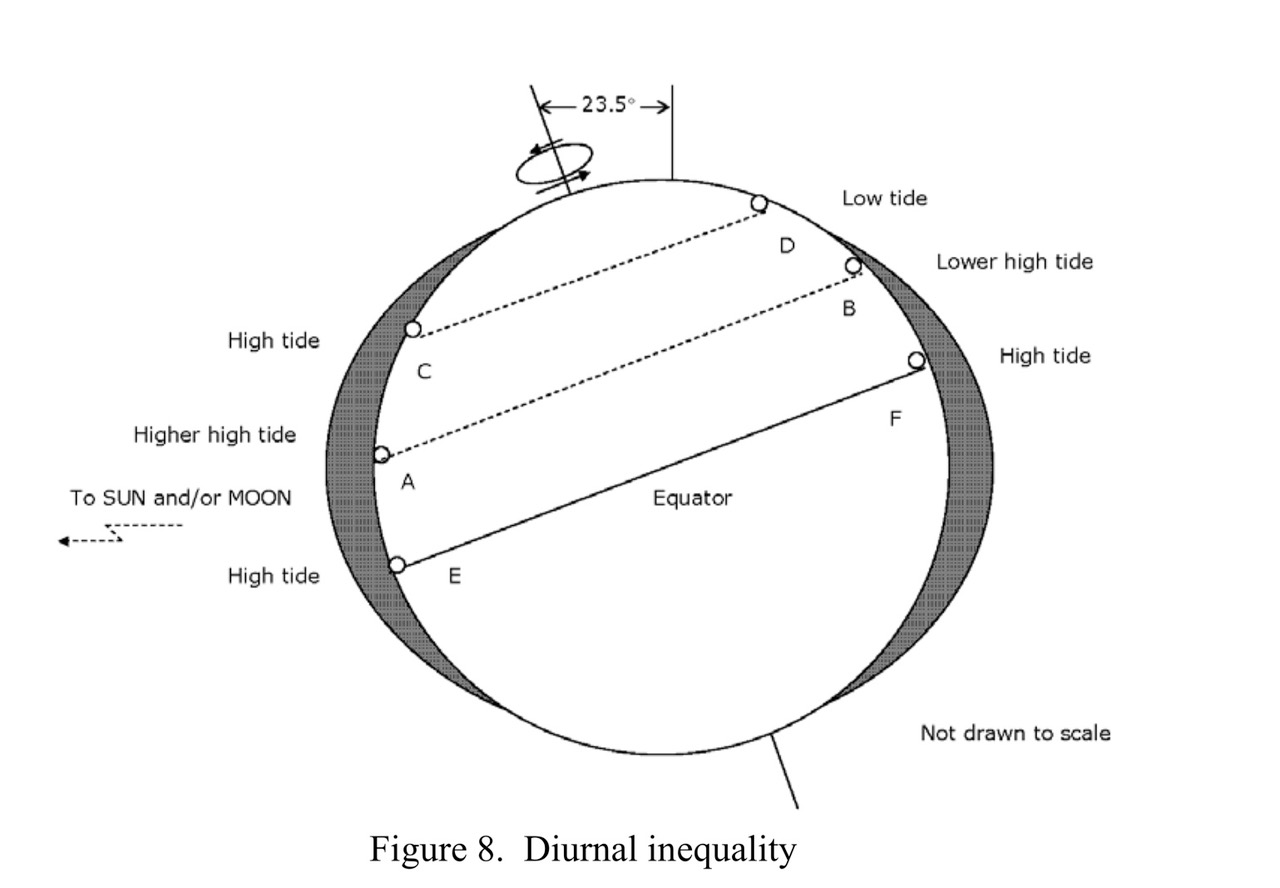 23.5°
Low tide
D
Lower high tide
B
High tide
C
High tide
F
Higher high tide
A
To SUN and/or MOON
Equator
High tide
E
Not drawn to scale
Figure 8. Diurnal inequality